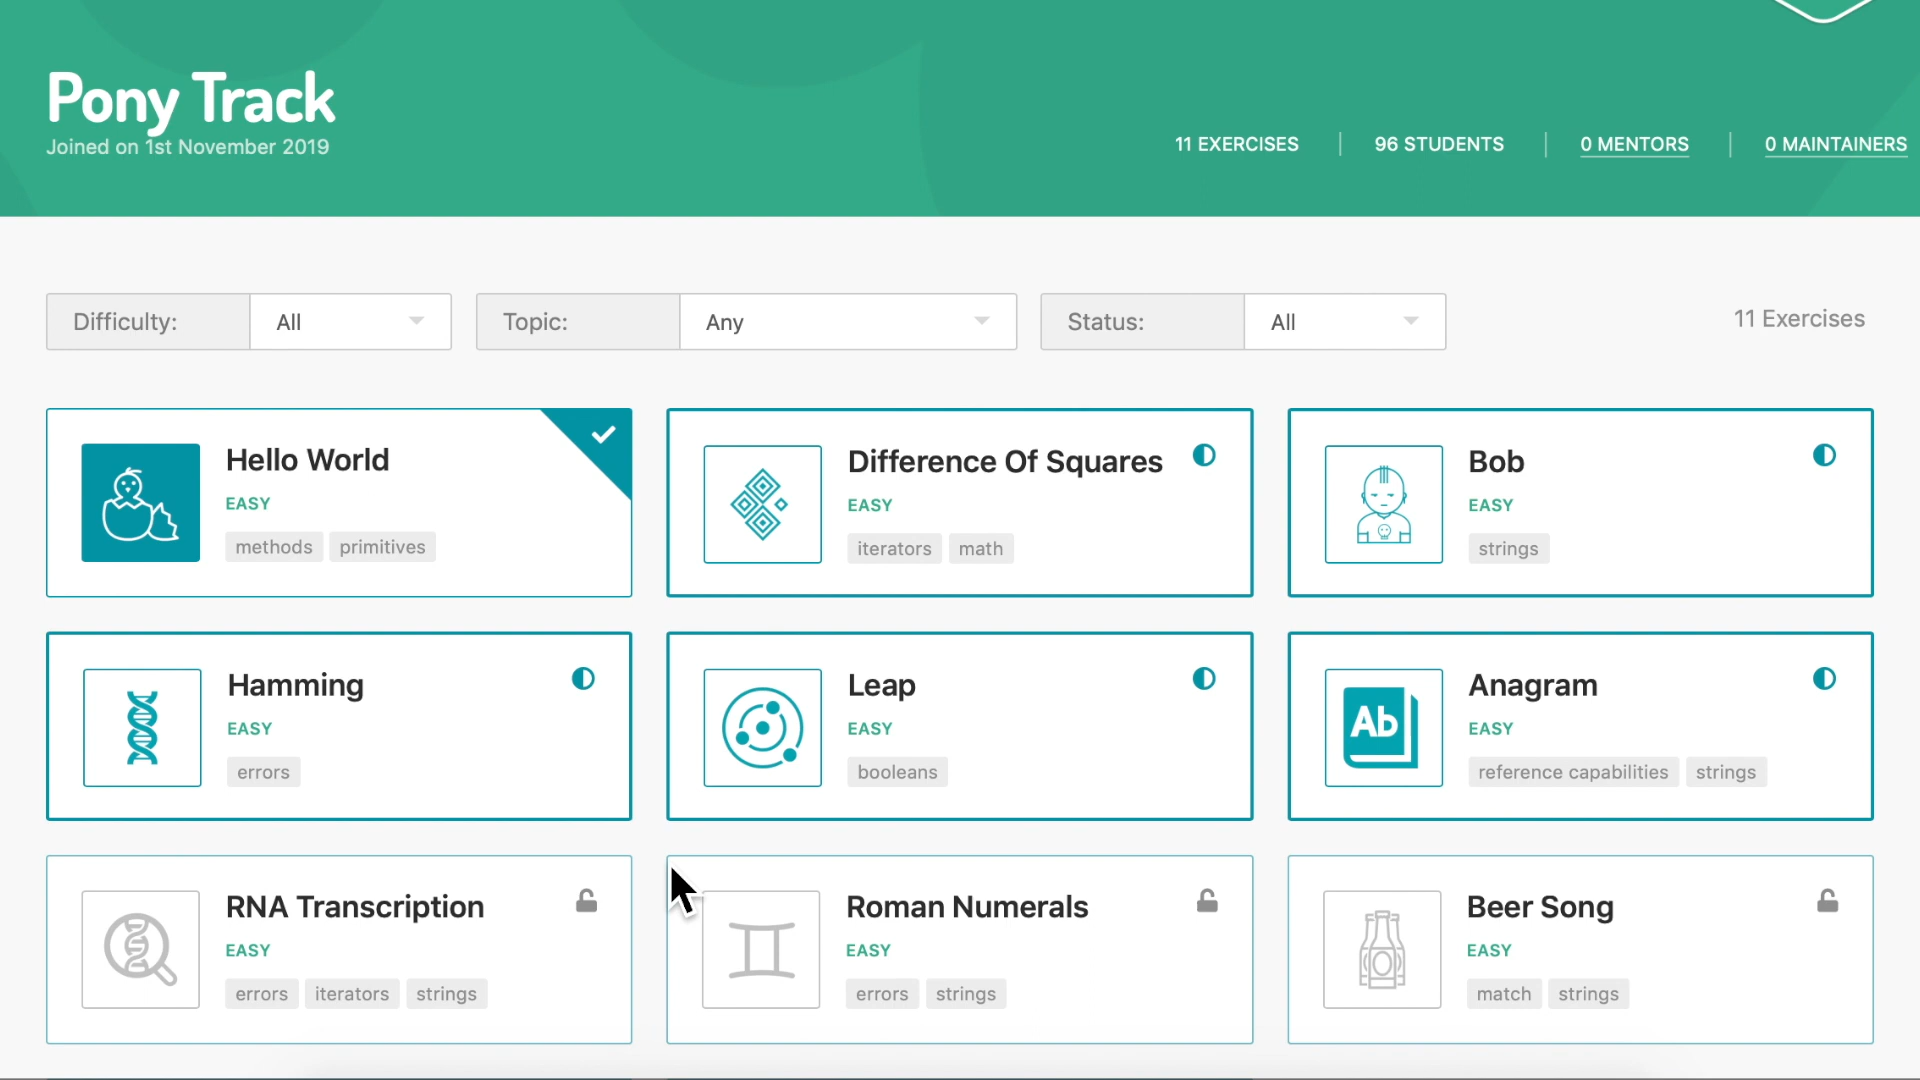 Pony Track
Joined on 1st November 2019
11 EXERCISES
96 STUDENTS
0 MENTORS
0 MAINTAINERS
Difficulty:
All
Topic:
Any
Status:
All
11 Exercises
Hello World
EASY
methods primitives
Difference Of Squares
EASY
iterators math
Bob
EASY
strings
Hamming
EASY
errors
Leap
EASY
booleans
Ab
Anagram
EASY
reference capabilities strings
RNA Transcription
EASY
errors iterators strings
Roman Numerals
EASY
errors strings
Beer Song
EASY
match strings